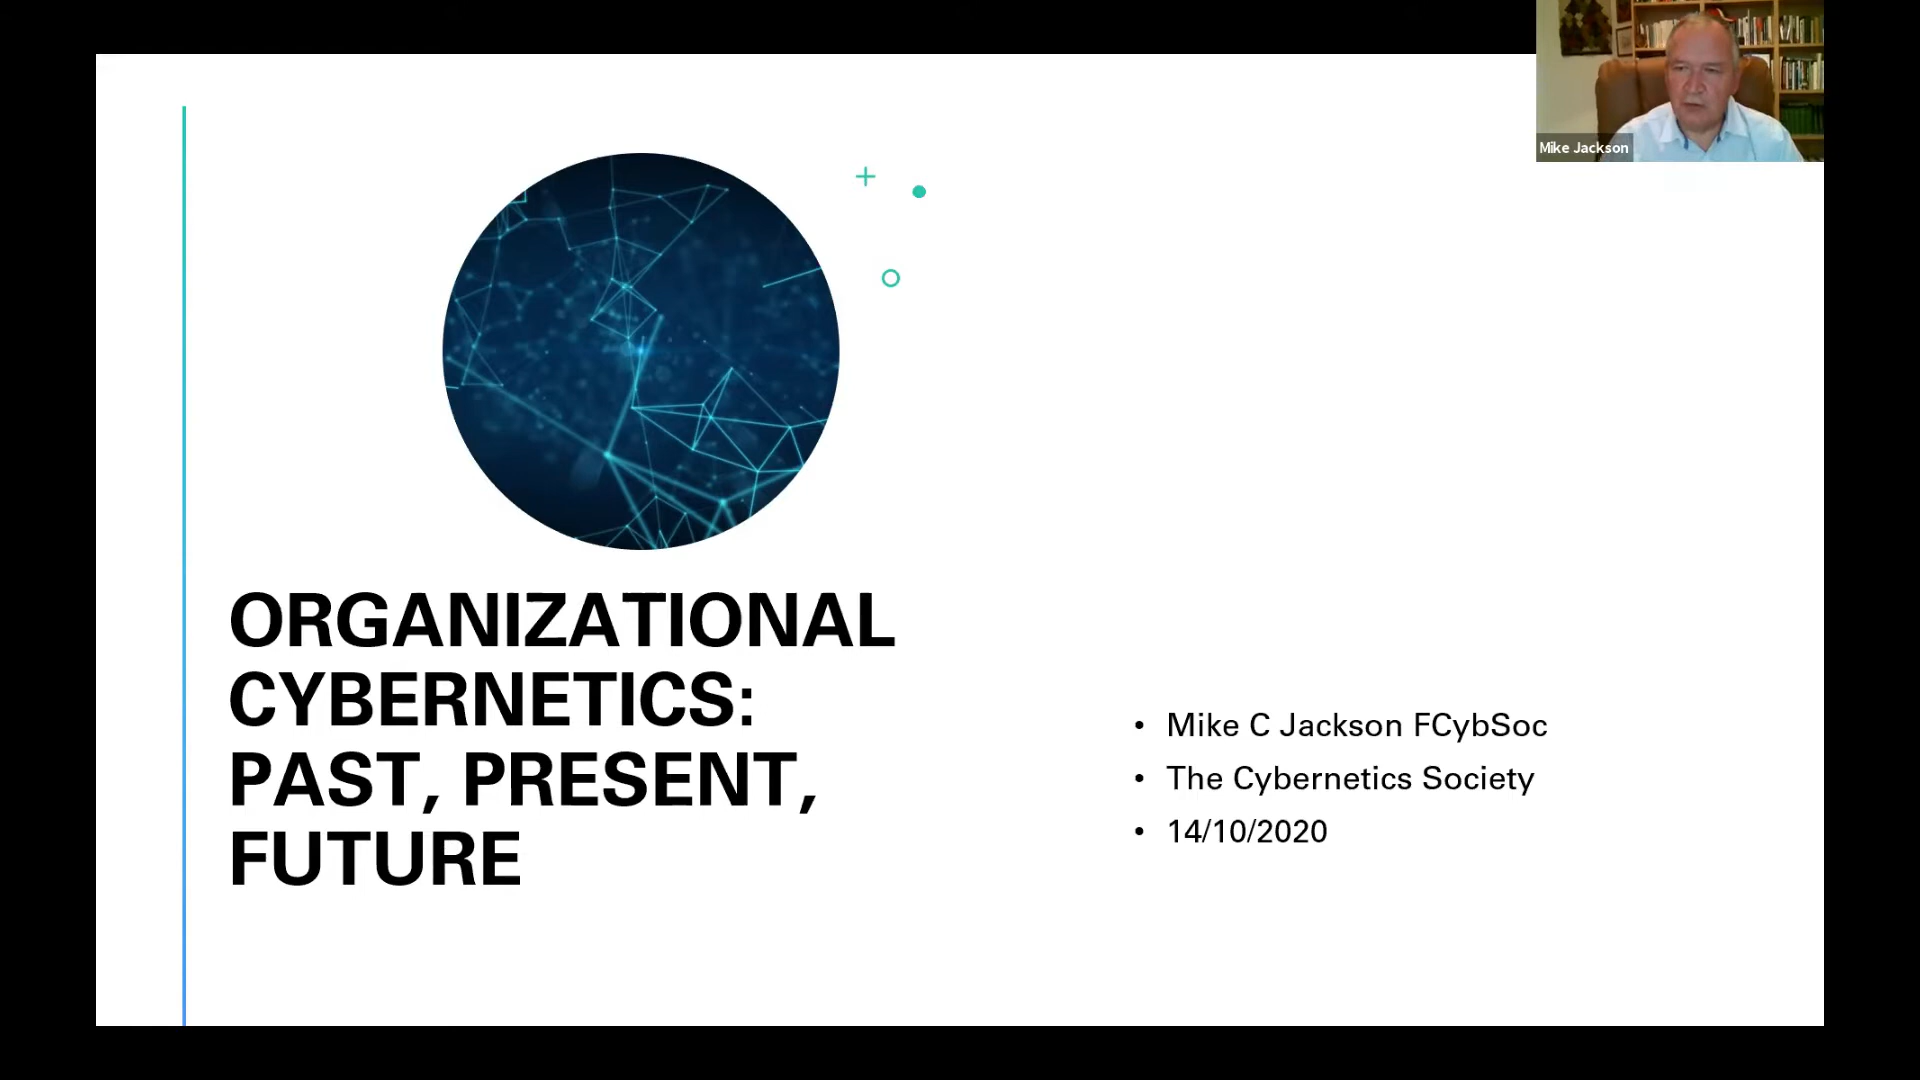 Mike Jackson
ORGANIZATIONAL
CYBERNETICS:
PAST, PRESENT,
FUTURE
• Mike C Jackson FCybSoc
• The Cybernetics Society
• 14/10/2020